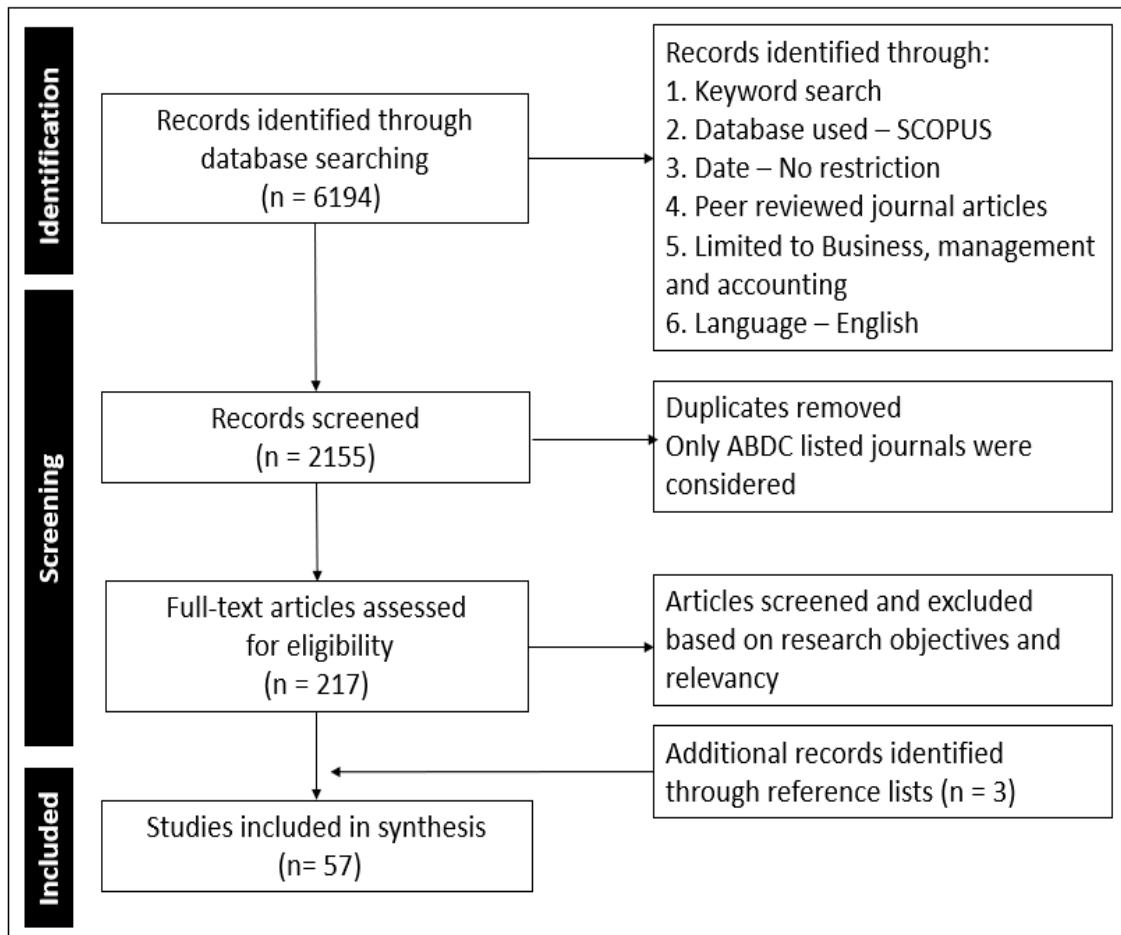 Identification
Records identified through
database searching
(n = 6194)
Records identified through:
1. Keyword search
2. Database used – SCOPUS
3. Date – No restriction
4. Peer reviewed journal articles
5. Limited to Business, management
and accounting
6. Language – English
Screening
Records screened
(n = 2155)
Duplicates removed
Only ABDC listed journals were
considered
Full-text articles assessed
for eligibility
(n = 217)
Articles screened and excluded
based on research objectives and
relevancy
Additional records identified
through reference lists (n = 3)
Included
Studies included in synthesis
(n= 57)